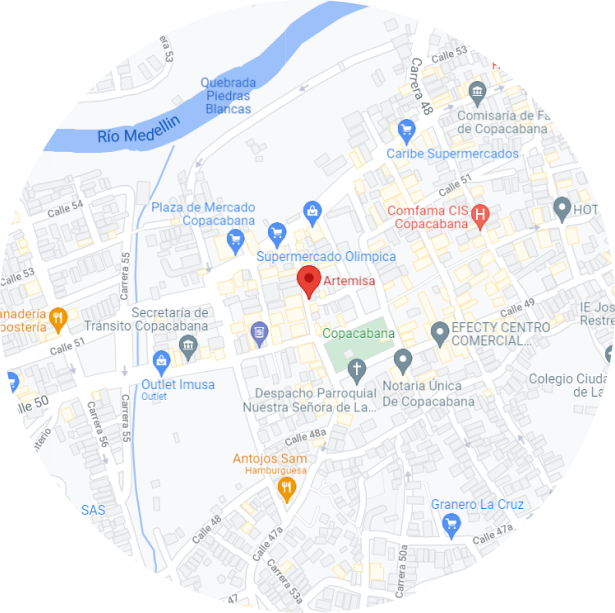 Calle 53
Carrera 48
Quebrada
Piedras
Blancas
Río Medellín
Comisaría de Fa
de Copacabana
Caribe Supermercados
Calle 54
Plaza de Mercado
Copacabana
Calle 51
Comfama CIS
Copacabana
HOT
Carrera 55
Supermercado Olimpica
Calle 53
Artemisa
anadería
postería
Secretaría de
Tránsito Copacabana
Calle 49
IE Jos
Rest
Copacabana
EFECTY CENTRO
COMERCIAL...
Calle 51
Outlet Imusa
Outlet
Despacho Parroquial
Nuestra Señora de La...
Notaria Única
De Copacabana
Colegio Ciuda
de La
lle 50
Carrera 56
Carrera 55
Calle 48a
Antojos Sam
Hamburguesa
SAS
Granero La Cruz
Calle 48
Calle 47a
Calle 47a
Carrera 50a
Carrera 53a
47